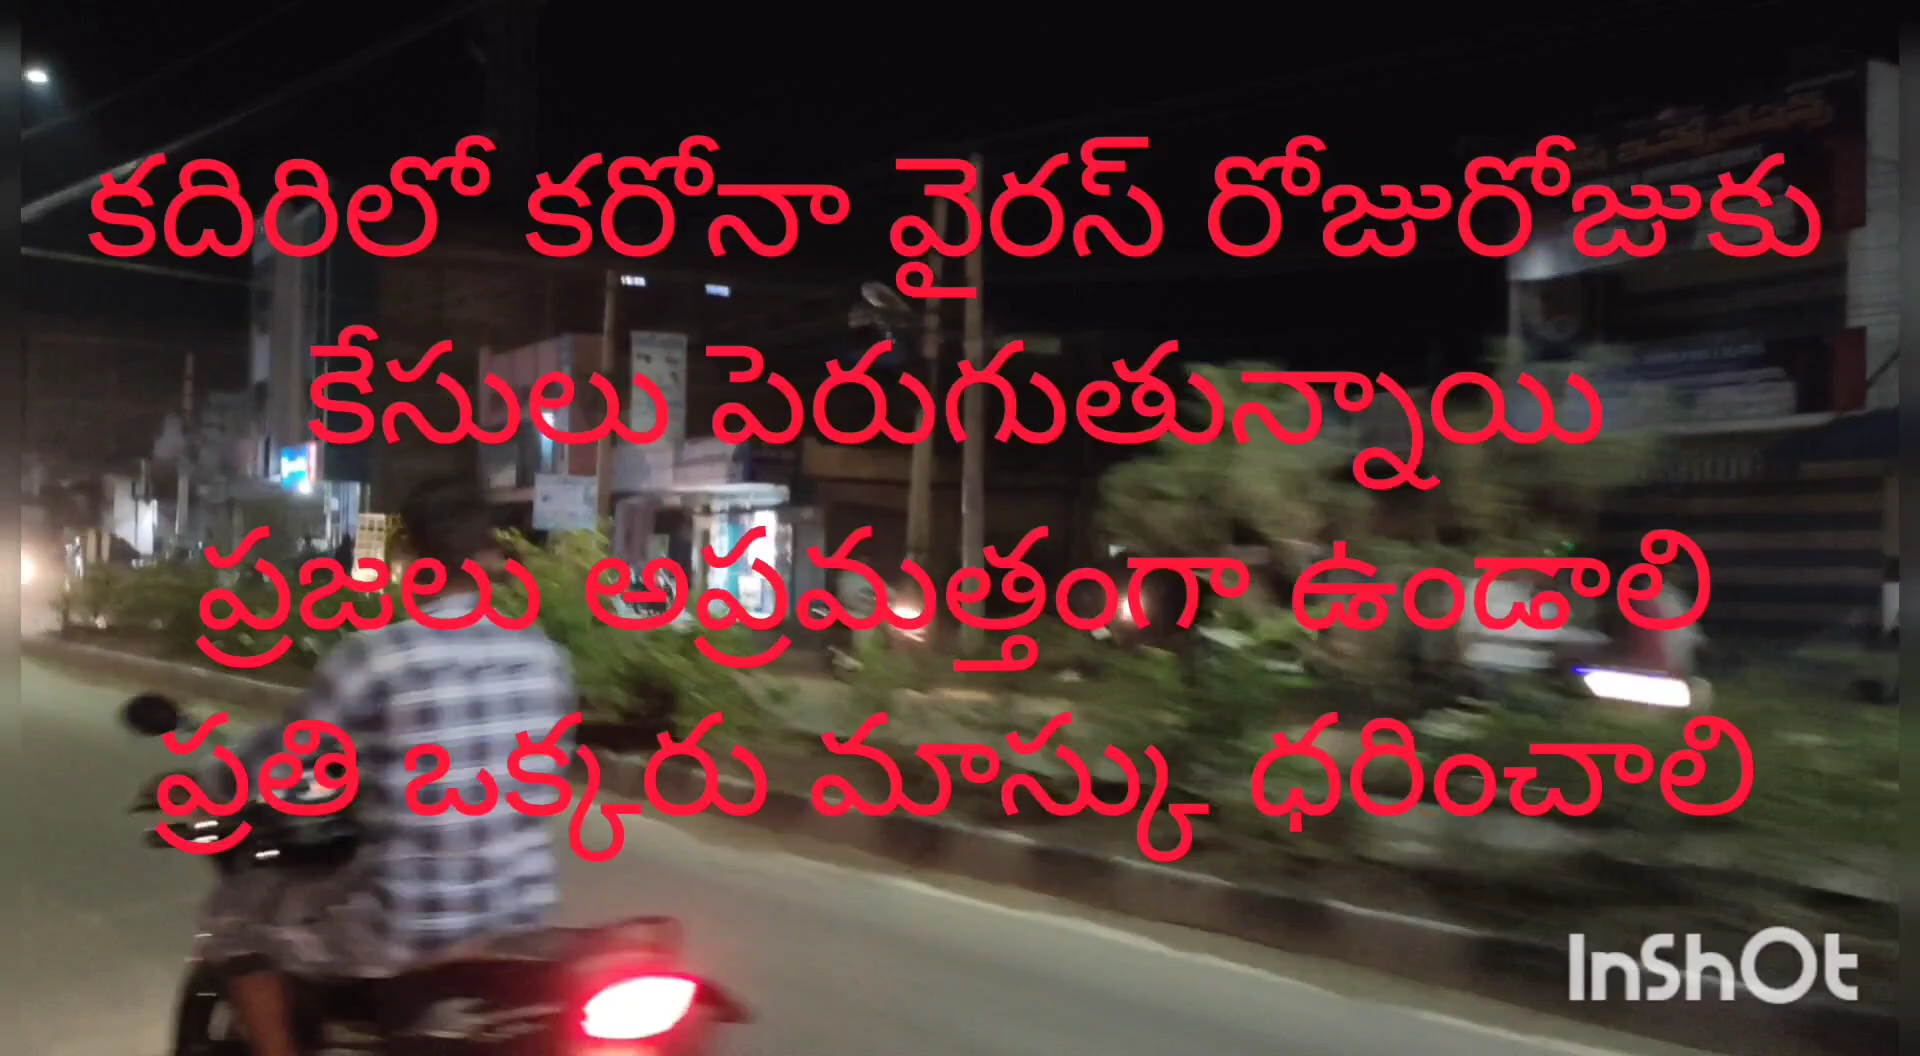 కదిరిలో కరోనా వైరస్ రోజురోజుకు
కేసులు పెరుగుతున్నాయి
ప్రజలు అప్రమత్తంగా ఉండాలి
ప్రతి ఒక్కరు మాస్కు ధరించాలి
InShOt